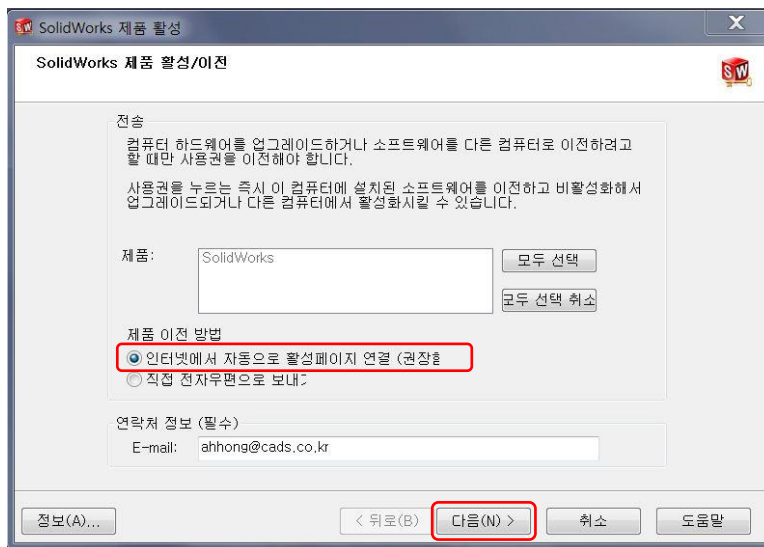 SolidWorks 제품 활성
SolidWorks 제품 활성/이전
전송
컴퓨터 하드웨어를 업그레이드하거나 소프트웨어를 다른 컴퓨터로 이전하려고
할 때만 사용권을 이전해야 합니다.
사용권을 누르는 즉시 이 컴퓨터에 설치된 소프트웨어를 이전하고 비활성화해서
업그레이드되거나 다른 컴퓨터에서 활성화시킬 수 있습니다.
제품:
SolidWorks
모두 선택
모두 선택 취소
제품 이전 방법
인터넷에서 자동으로 활성페이지 연결 (권장
직접 전자우편으로 보내
연락처 정보 (필수)
E-mail: ahhong@cads.co.kr
정보(A)... < 뒤로(B) 다음(N) > 취소 도움말